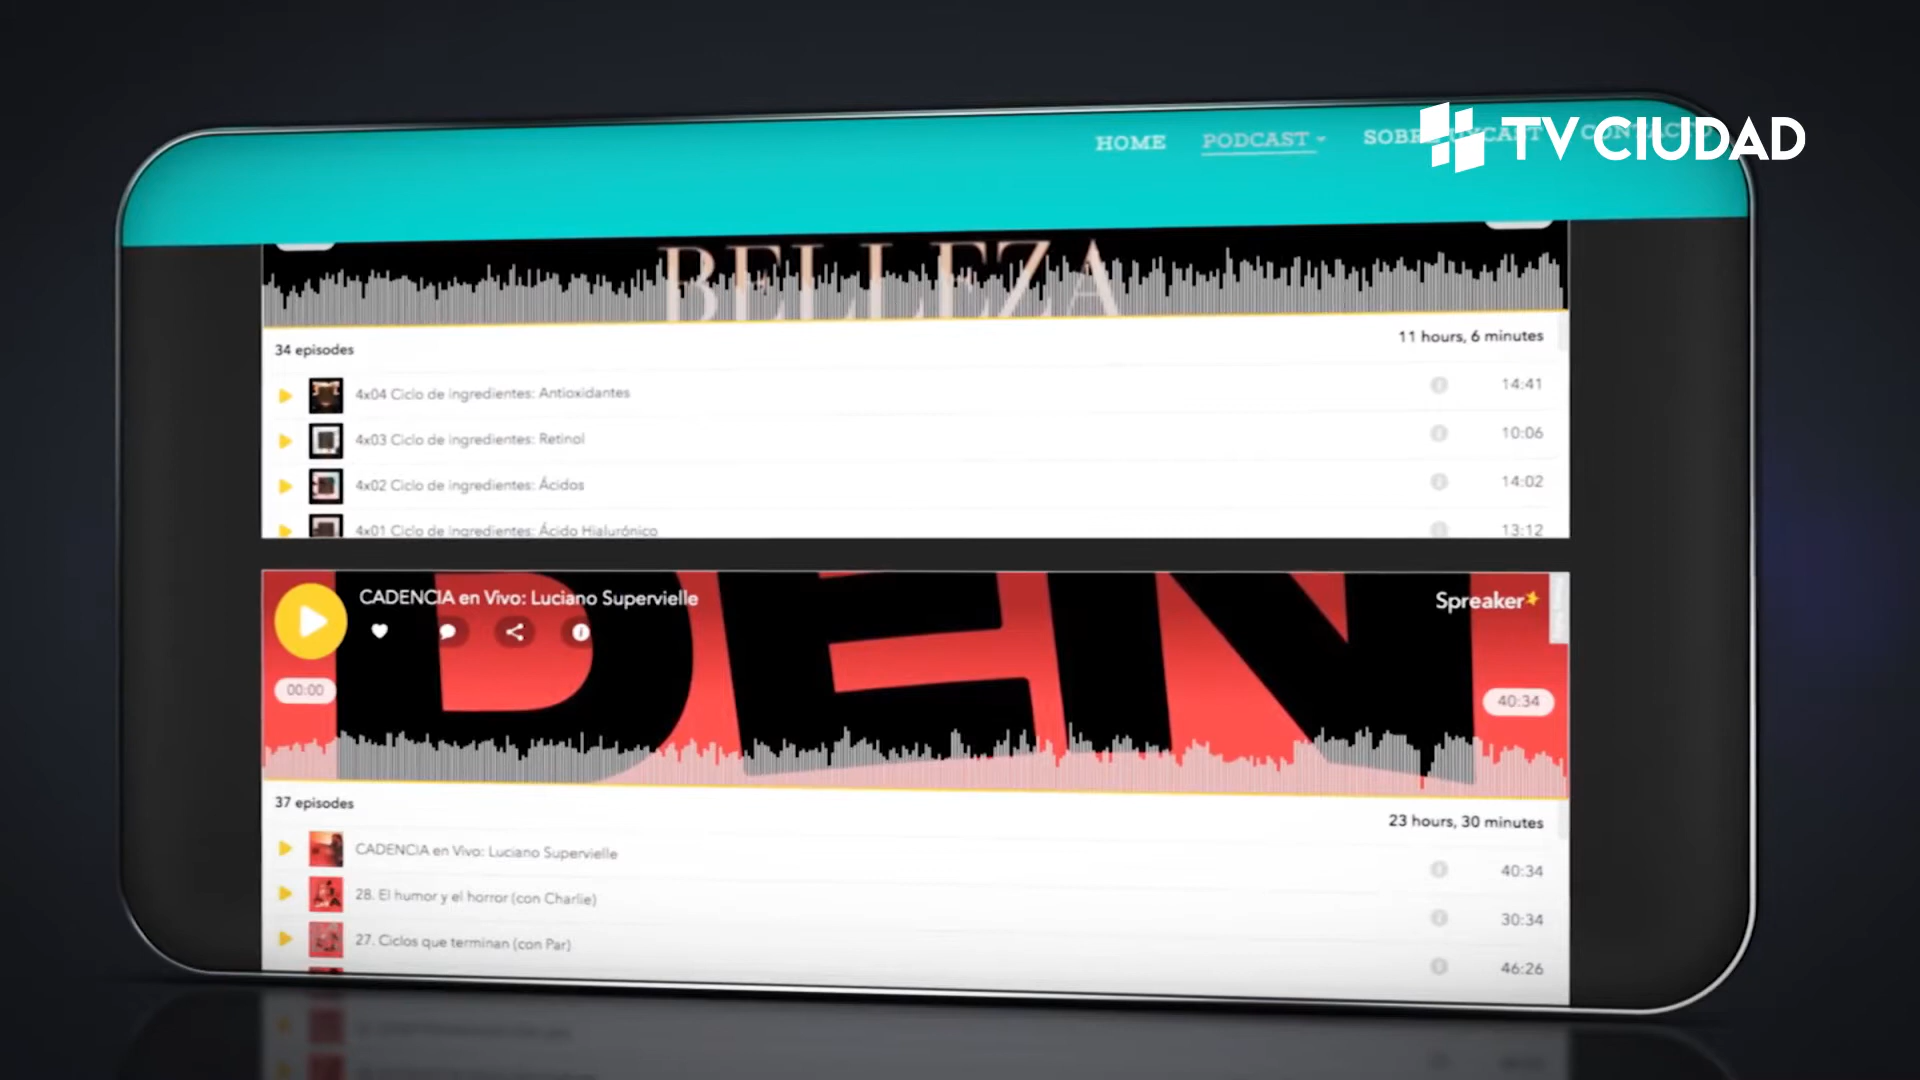 TV CIUDAD
HOME PODCAST
BELLEZA
34 episodes 11 hours, 6 minutes
4x04 Ciclo de ingredientes: Antioxidantes 14:41
4x03 Ciclo de ingredientes: Retinol 10:06
4x02 Ciclo de ingredientes: Ácidos 14:02
4x01 Ciclo de ingredientes: Ácido Hialurónico 13:12
DEN
CADENCIA en Vivo: Luciano Supervielle Spreaker
00:00 40:34
37 episodes 23 hours, 30 minutes
CADENCIA en Vivo: Luciano Supervielle 40:34
28. El humor y el horror (con Charlie) 30:34
27. Ciclos que terminan (con Par) 46:26